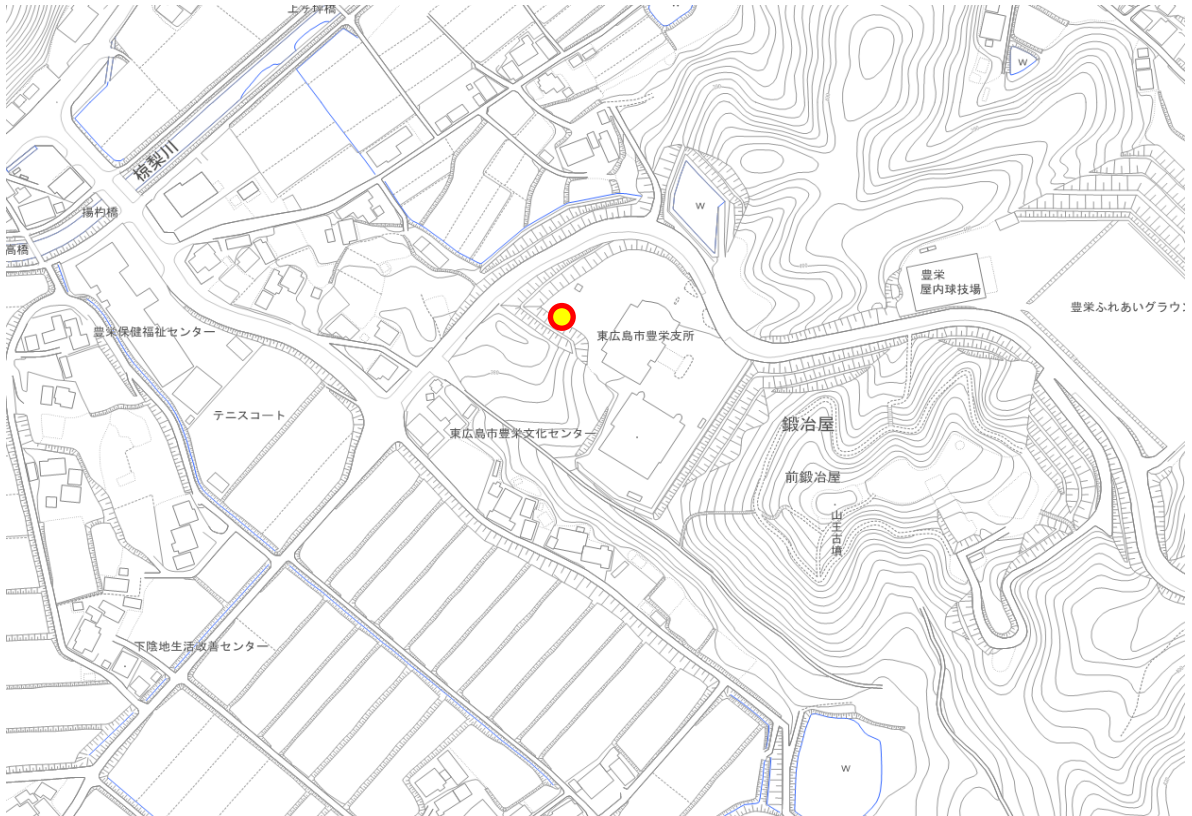 上ヶ坪橋
W
W
椋梨川
揚杓橋
W
高橋
豊栄
屋内球技場
豊栄ふれあいグラウン
豊栄保健福祉センター
東広島市豊栄支所
テニスコート
鍛冶屋
東広島市豊栄文化センター
前鍛冶屋
山王古墳
下陰地生活改善センター
W